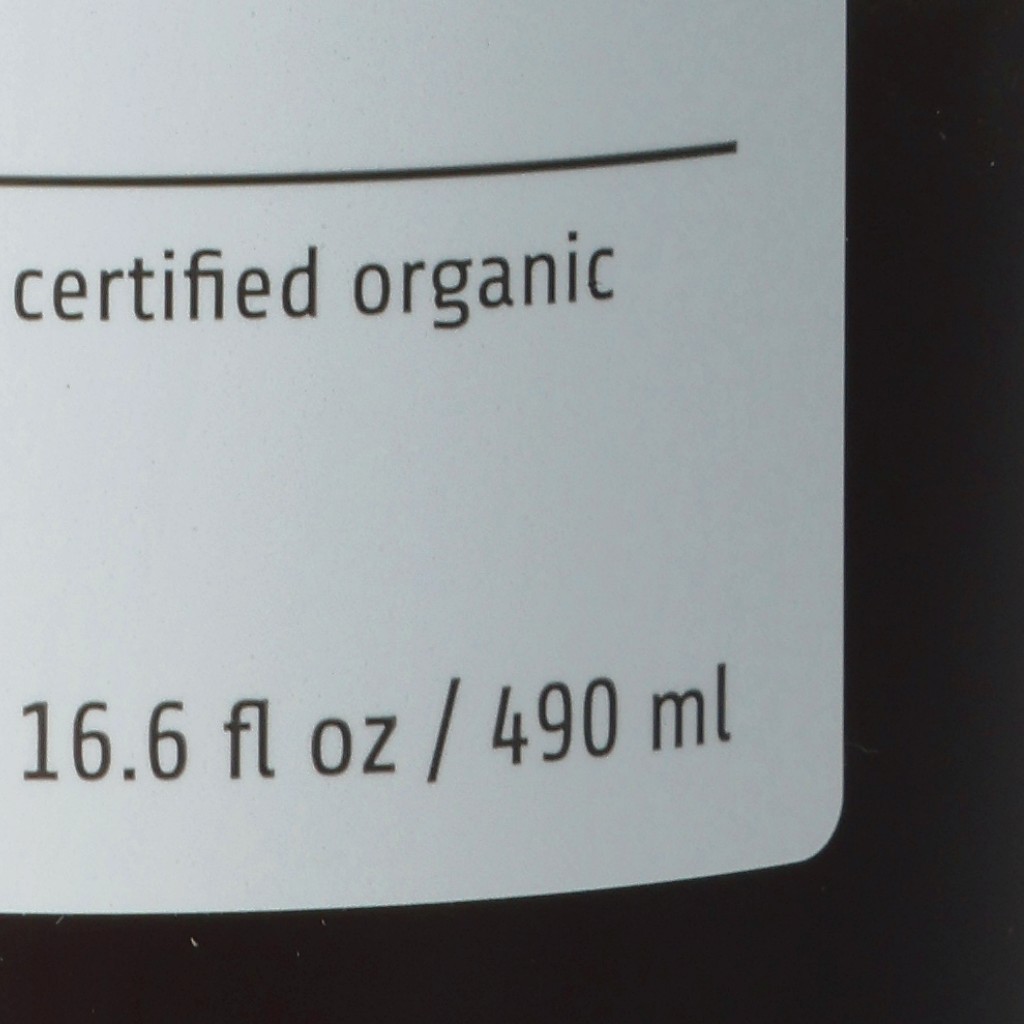 certified organic
16.6 fl oz / 490 ml